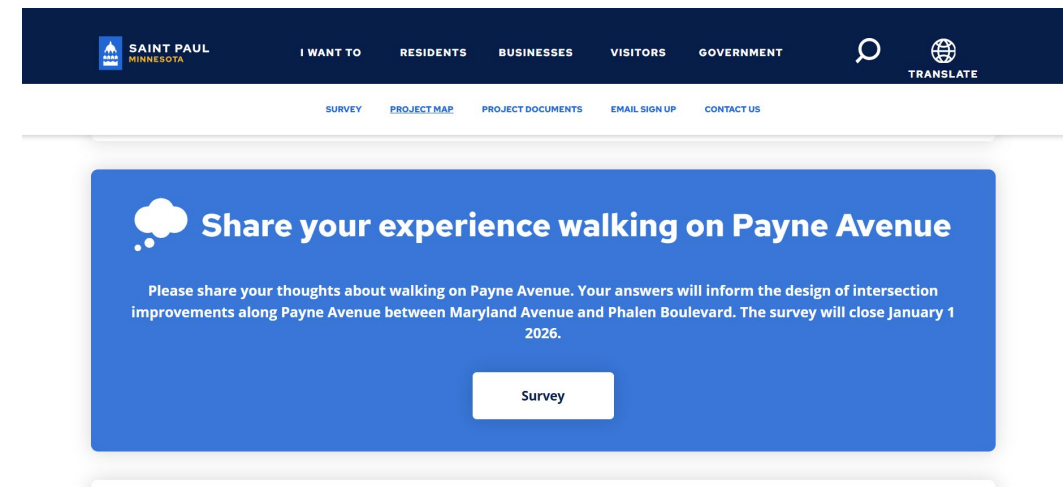 SAINT PAUL
MINNESOTA
I WANT TO
RESIDENTS
BUSINESSES
VISITORS
GOVERNMENT
TRANSLATE
SURVEY
PROJECT MAP
PROJECT DOCUMENTS
EMAIL SIGN UP
CONTACT US
Share your experience walking on Payne Avenue
Please share your thoughts about walking on Payne Avenue. Your answers will inform the design of intersection
improvements along Payne Avenue between Maryland Avenue and Phalen Boulevard. The survey will close January 1
2026.
Survey